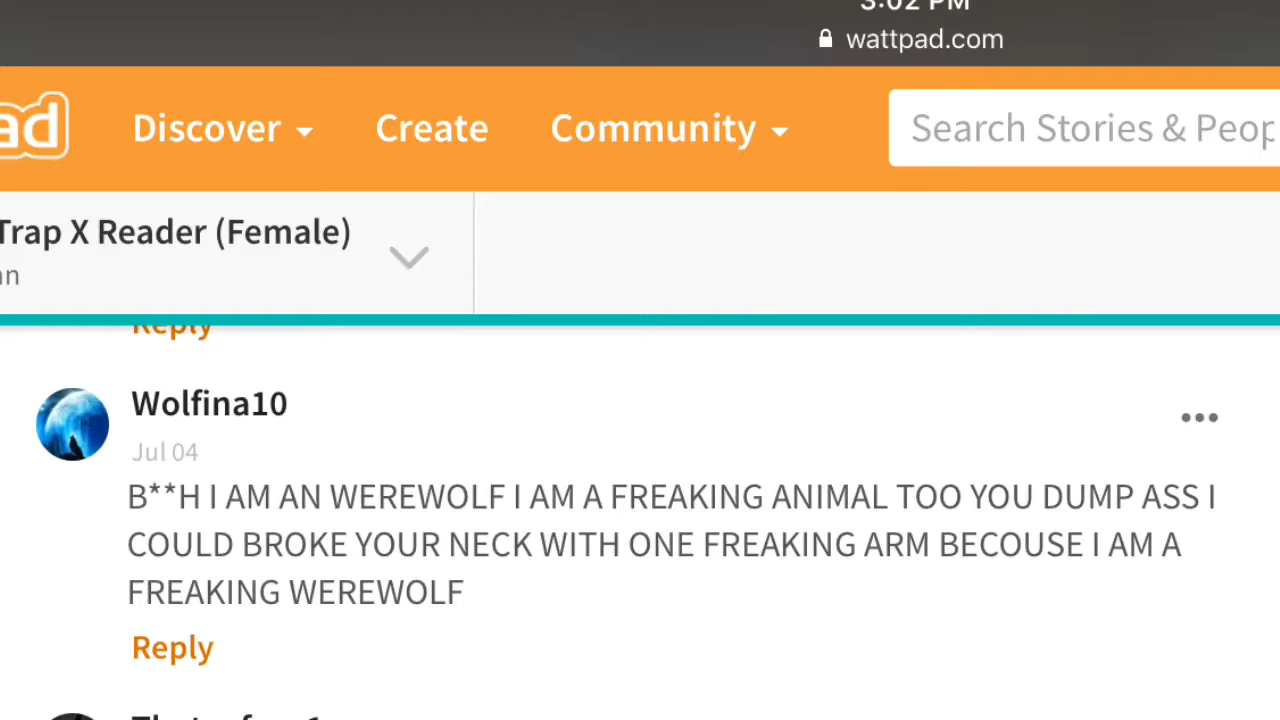 3:02 PM
wattpad.com
ad
Discover
Create
Community
Search Stories & Peop
Trap X Reader (Female)
an
Reply
Wolfina10
Jul 04
B**H I AM AN WEREWOLF I AM A FREAKING ANIMAL TOO YOU DUMP ASS I
COULD BROKE YOUR NECK WITH ONE FREAKING ARM BECOUSE I AM A
FREAKING WEREWOLF
Reply